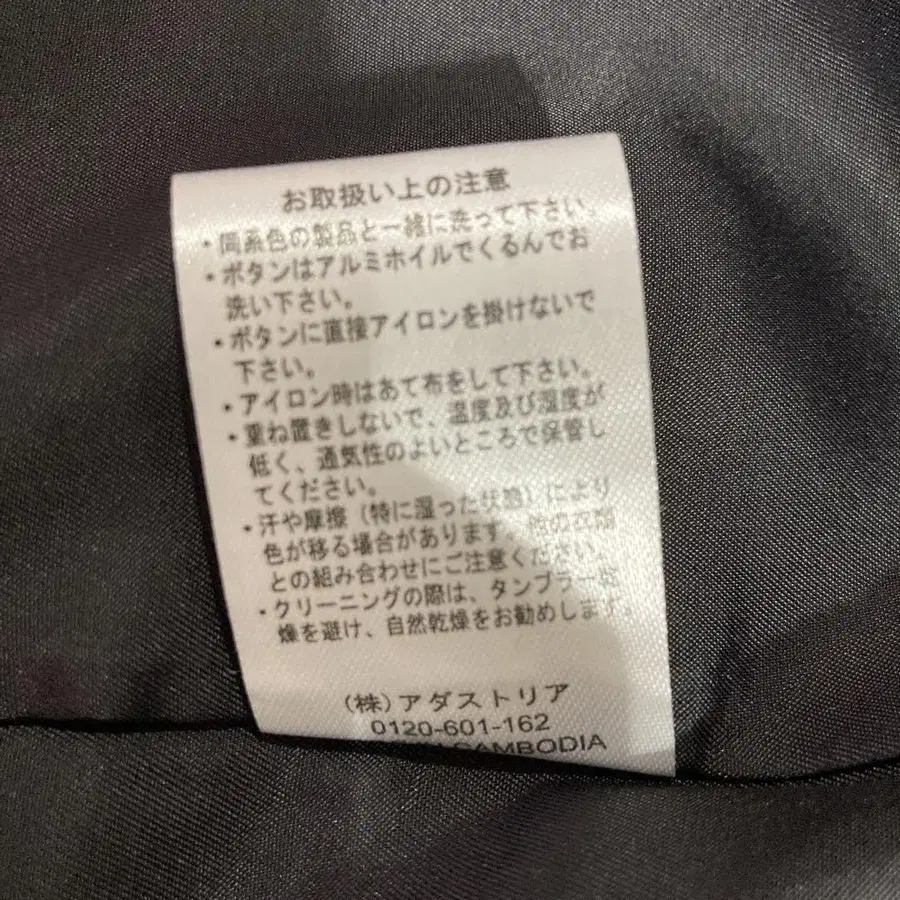 お取扱い上の注意
・同系色の製品と一緒に洗って下さい。
・ボタンはアルミホイルでくるんでお
洗い下さい。
・ボタンに直接アイロンを掛けないで
下さい。
・アイロン時はあて布をして下さい。
・重ね置きしないで、温度及び湿度が
低く、通気性のよいところで保管し
てください。
・汗や摩擦（特に湿った状態）により
色が移る場合があります。他の衣類
との組み合わせにご注意ください。
・クリーニングの際は、タンブラー乾
燥を避け、自然乾燥をお勧めします。
(株)アダストリア
0120-601-162
CAMBODIA